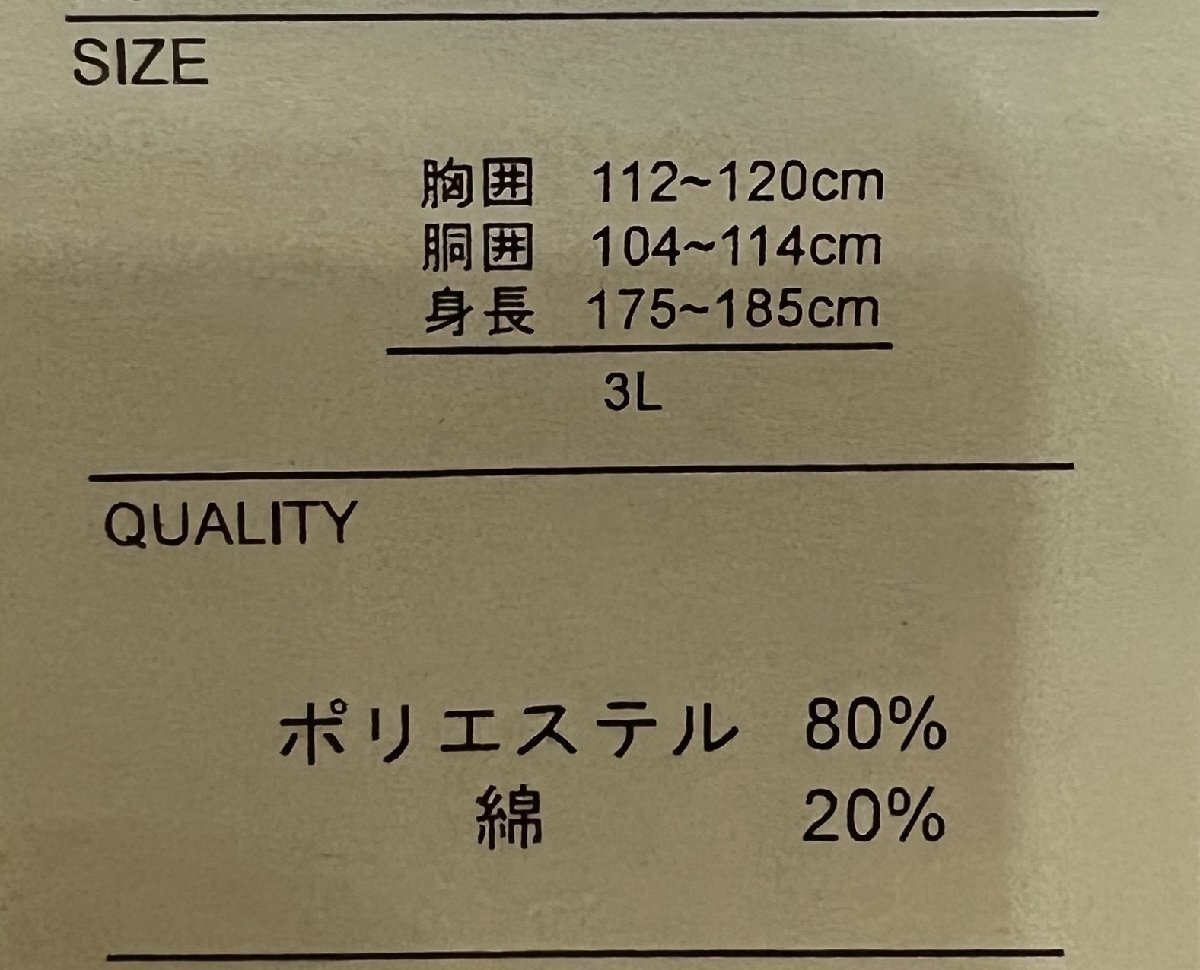 SIZE
胸囲 112~120cm
胴囲 104~114cm
身長 175~185cm
3L
QUALITY
ポリエステル 80%
綿 20%